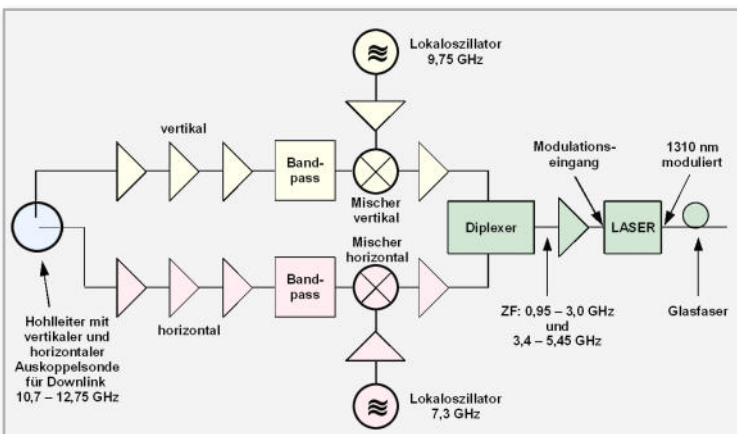 Lokaloszillator
9,75 GHz
vertikal
Band-
pass
Mischer
vertikal
Modulations-
eingang
1310 nm
moduliert
Diplexer
LASER
Mischer
horizontal
Band-
pass
horizontal
ZF: 0,95 – 3,0 GHz
und
3,4 – 5,45 GHz
Glasfaser
Hohlleiter mit
vertikaler und
horizontaler
Auskoppelsonde
für Downlink
10,7 – 12,75 GHz
Lokaloszillator
7,3 GHz